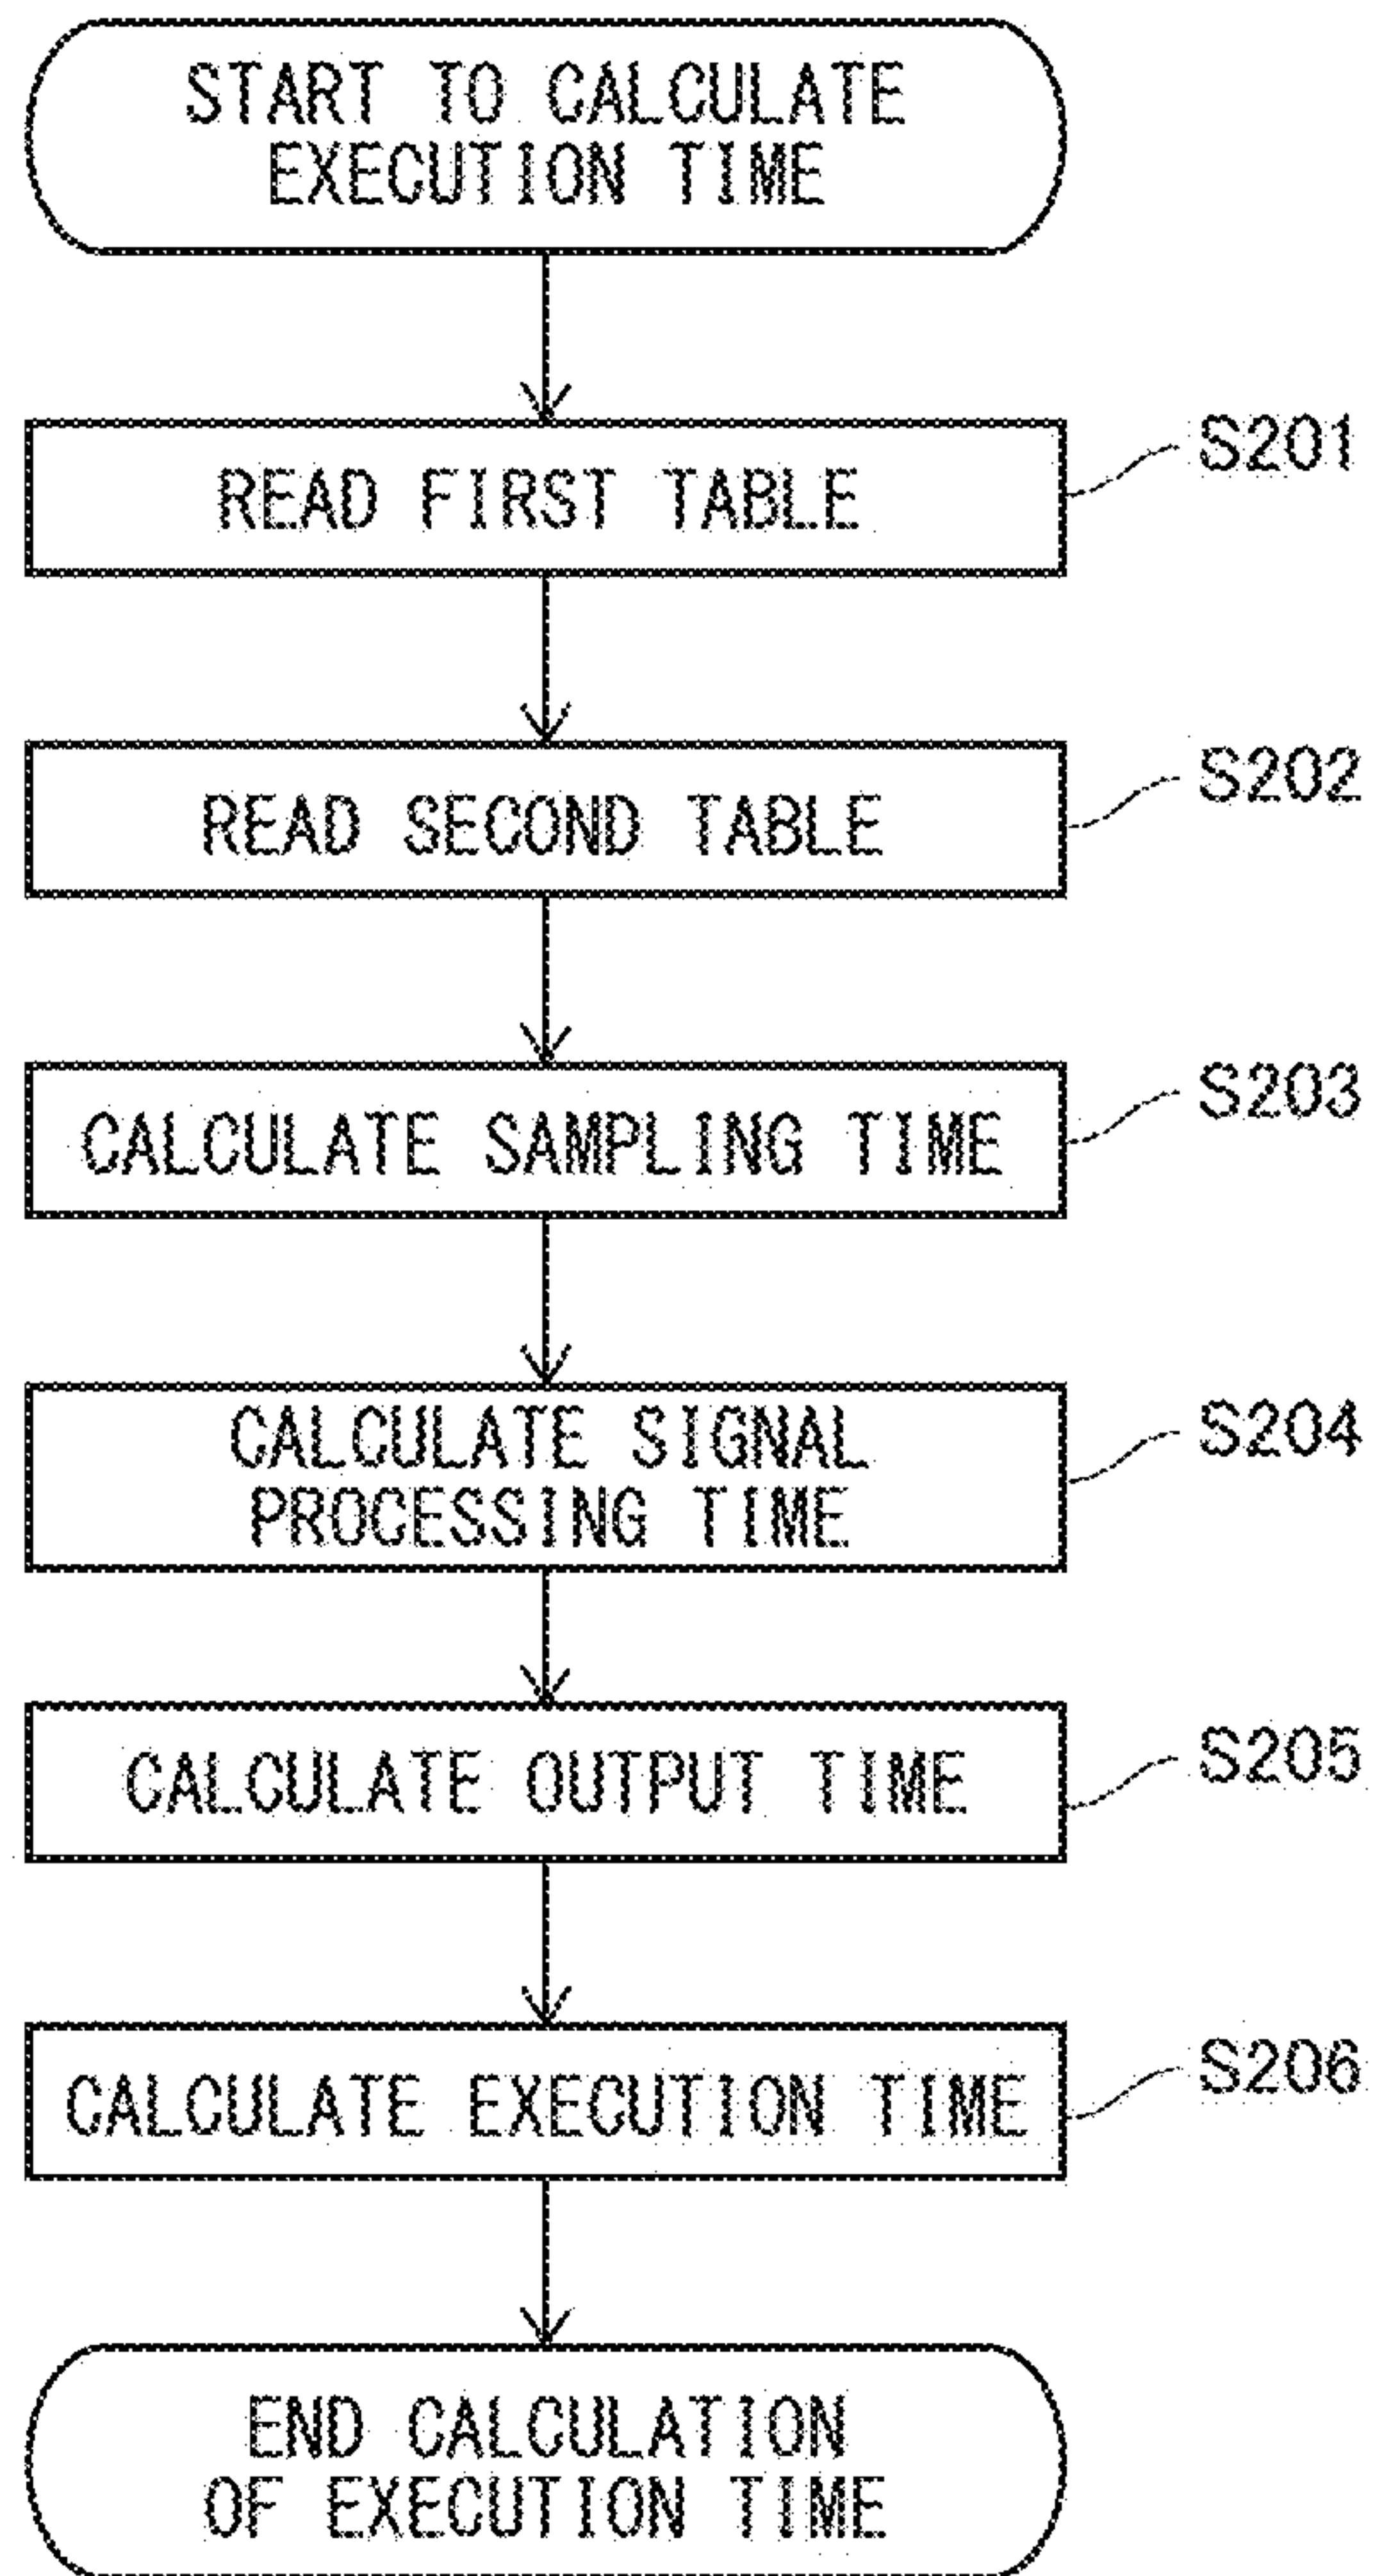 START TO CALCULATE
EXECUTION TIME
READ FIRST TABLE
S201
READ SECOND TABLE
S202
CALCULATE SAMPLING TIME
S203
CALCULATE SIGNAL
PROCESSING TIME
S204
CALCULATE OUTPUT TIME
S205
CALCULATE EXECUTION TIME
S206
END CALCULATION
OF EXECUTION TIME